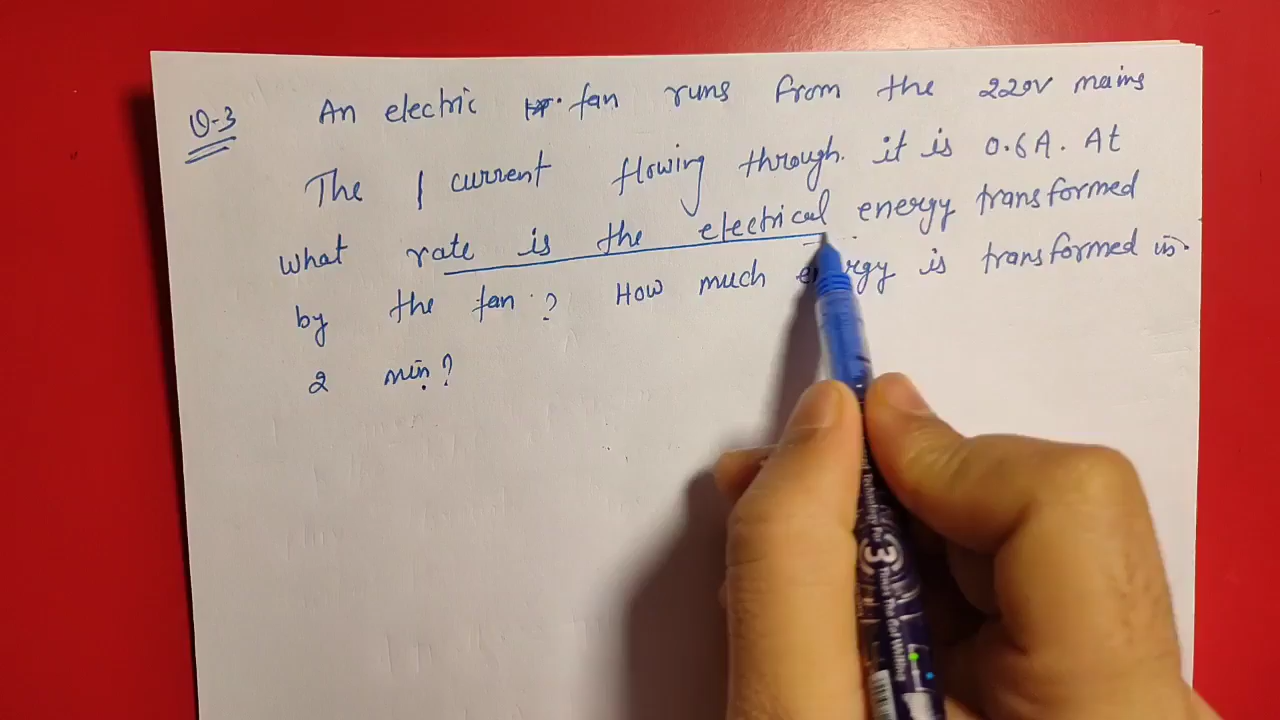 Q-3 An electric fan runs from the 220V mains
The current flowing through it is 0.6A. At
what rate is the electrical energy transformed
by the fan? How much energy is transformed in
2 min?
3